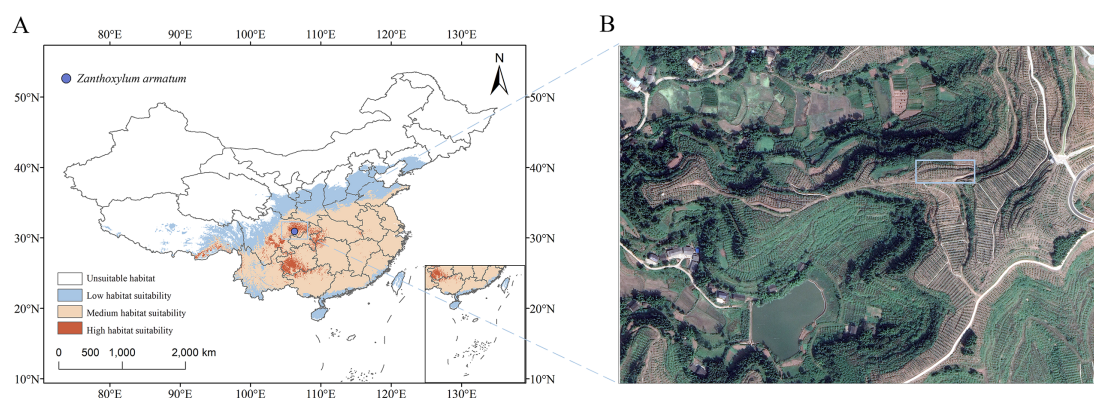 A
B
80°E 90°E 100°E 110°E 120°E 130°E
Zanthoxylum armatum
N
50°N 50°N
40°N 40°N
30°N 30°N
20°N 20°N
10°N 10°N
Unsuitable habitat
Low habitat suitability
Medium habitat suitability
High habitat suitability
0 500 1,000 2,000 km
80°E 90°E 100°E 110°E 120°E 130°E